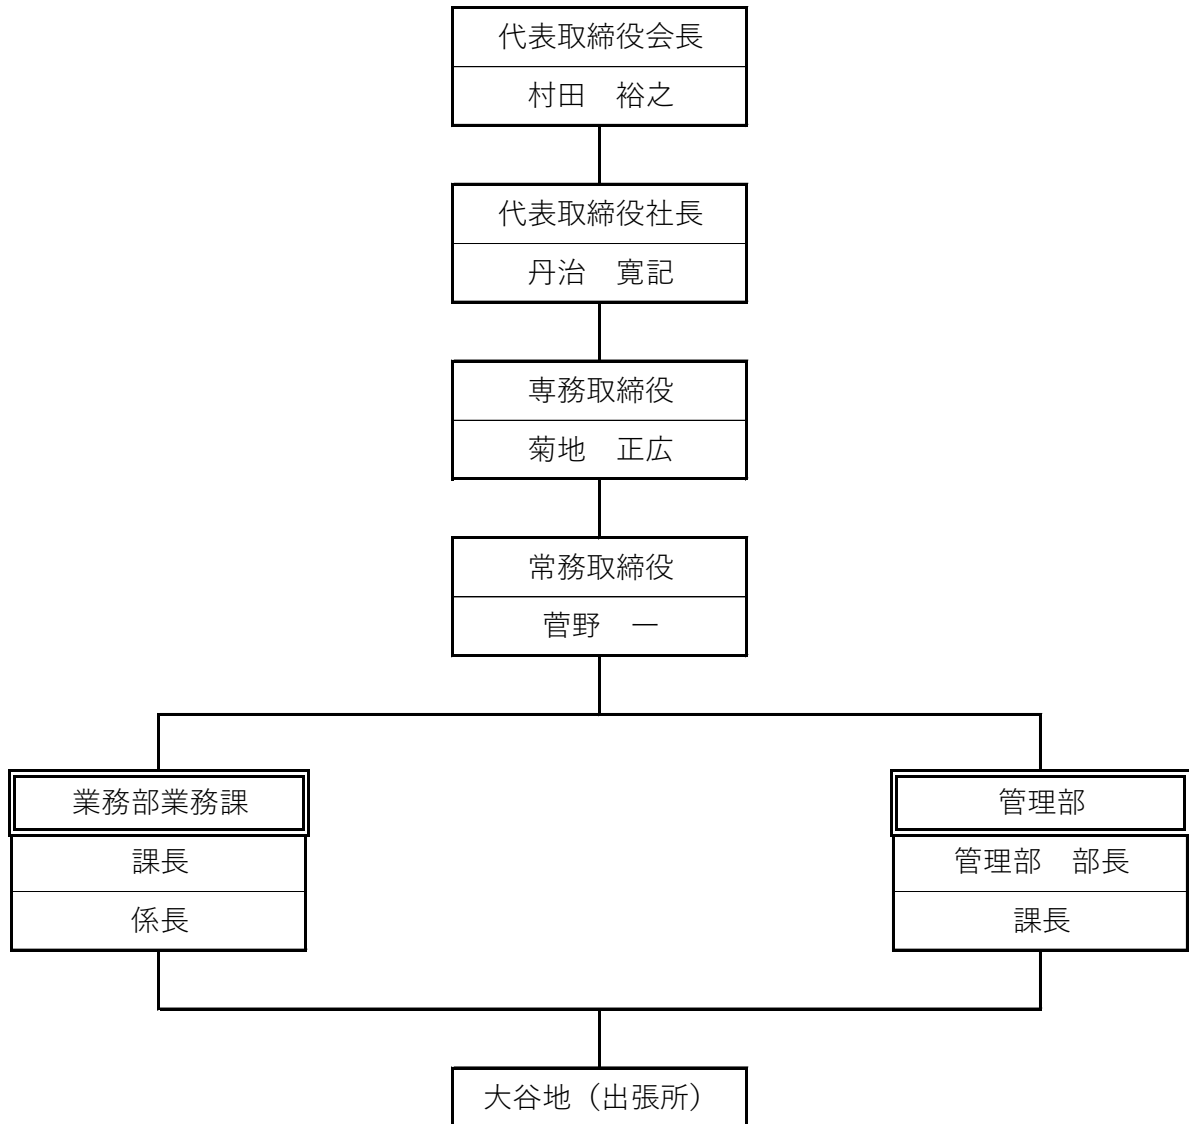 代表取締役会長
村田　裕之
代表取締役社長
丹治　寛記
専務取締役
菊地　正広
常務取締役
菅野　一
業務部業務課
課長
係長
管理部
管理部　部長
課長
大谷地（出張所）